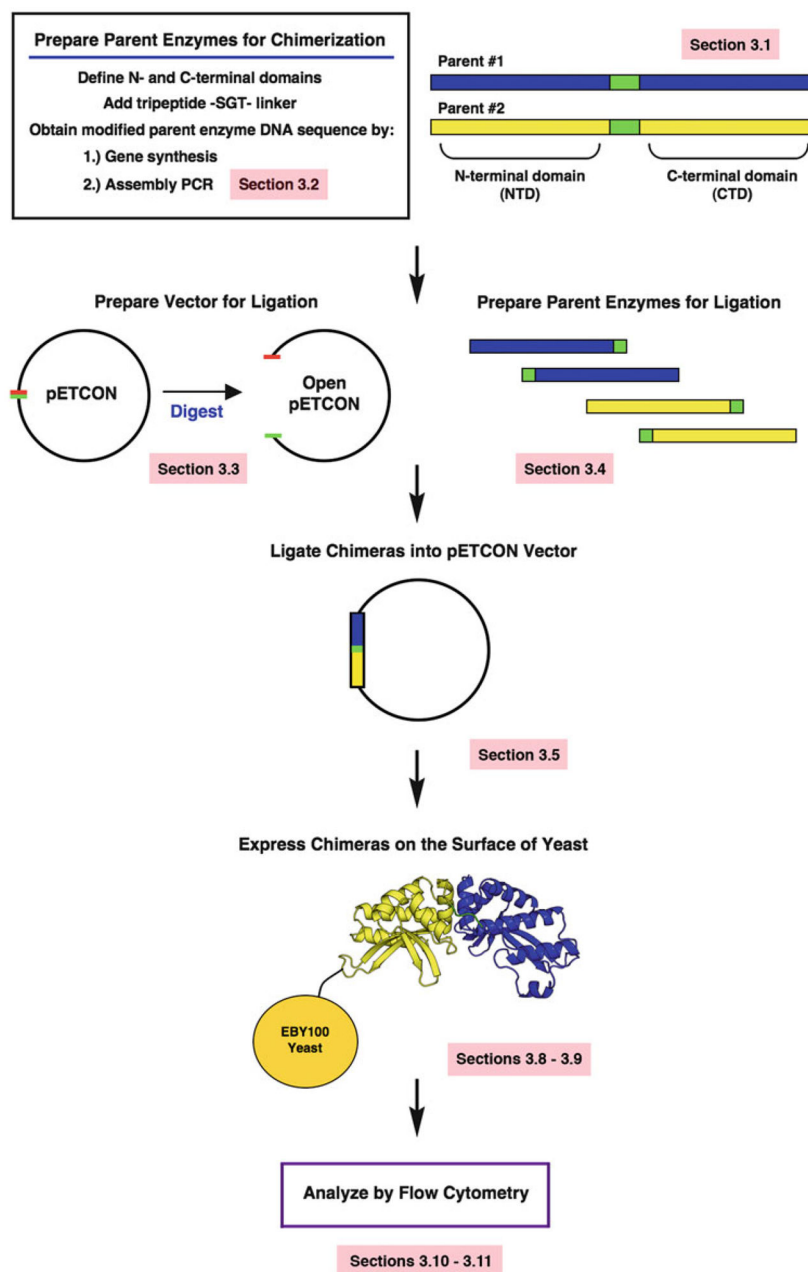 Prepare Parent Enzymes for Chimerization
Define N- and C-terminal domains
Add tripeptide -SGT- linker
Obtain modified parent enzyme DNA sequence by:
1.) Gene synthesis
2.) Assembly PCR
Section 3.2
Section 3.1
Parent #1
Parent #2
N-terminal domain
(NTD)
C-terminal domain
(CTD)
Prepare Vector for Ligation
pETCON
Digest
Open
pETCON
Section 3.3
Prepare Parent Enzymes for Ligation
Section 3.4
Ligate Chimeras into pETCON Vector
Section 3.5
Express Chimeras on the Surface of Yeast
EBY100
Yeast
Sections 3.8 - 3.9
Analyze by Flow Cytometry
Sections 3.10 - 3.11